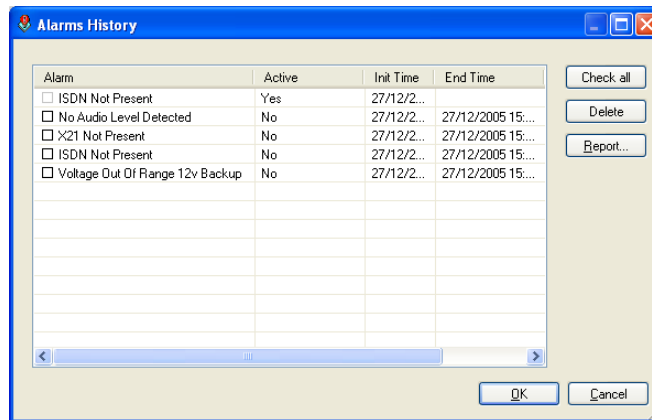 Alarms History
Alarm Active Init Time End Time
ISDN Not Present Yes 27/12/2...
No Audio Level Detected No 27/12/2... 27/12/2005 15:...
X21 Not Present No 27/12/2... 27/12/2005 15:...
ISDN Not Present No 27/12/2... 27/12/2005 15:...
Voltage Out Of Range 12v Backup No 27/12/2... 27/12/2005 15:...
Check all
Delete
Report...
OK Cancel